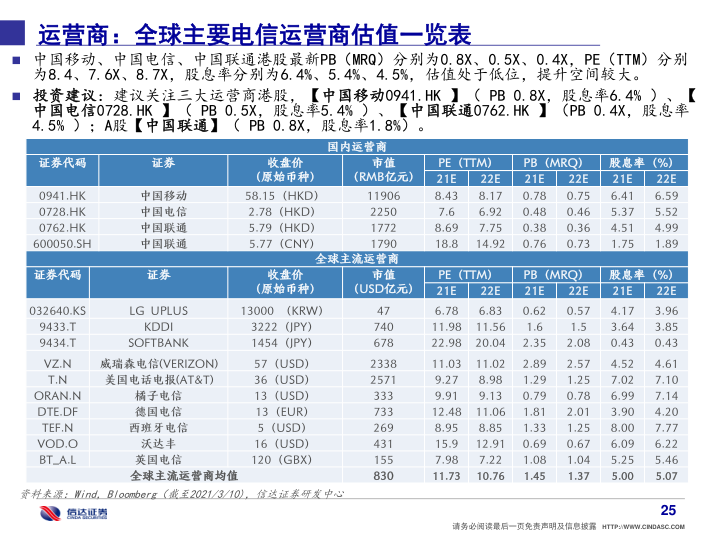 运营商：全球主要电信运营商估值一览表
中国移动、中国电信、中国联通港股最新PB（MRQ）分别为0.8X、0.5X、0.4X，PE（TTM）分别
为8.4、7.6X、8.7X，股息率分别为6.4%、5.4%、4.5%，估值处于低位，提升空间较大。
投资建议：建议关注三大运营商港股，【中国移动0941.HK 】（ PB 0.8X，股息率6.4% ）、【
中国电信0728.HK 】（ PB 0.5X，股息率5.4% ）、【中国联通0762.HK 】（PB 0.4X，股息率
4.5% ）；A股【中国联通】（ PB 0.8X，股息率1.8%）。
国内运营商
证券代码 证券 收盘价 市值 PE（TTM） PB（MRQ） 股息率（%）
（原始币种） （RMB亿元） 21E 22E 21E 22E 21E 22E
0941.HK 中国移动 58.15（HKD） 11906 8.43 8.17 0.78 0.75 6.41 6.59
0728.HK 中国电信 2.78（HKD） 2250 7.6 6.92 0.48 0.46 5.37 5.52
0762.HK 中国联通 5.79（HKD） 1772 8.69 7.75 0.38 0.36 4.51 4.99
600050.SH 中国联通 5.77（CNY） 1790 18.8 14.92 0.76 0.73 1.75 1.89
全球主流运营商
证券代码 证券 收盘价 市值 PE（TTM） PB（MRQ） 股息率（%）
（原始币种） （USD亿元） 21E 22E 21E 22E 21E 22E
032640.KS LG UPLUS 13000 （KRW） 47 6.78 6.83 0.62 0.57 4.17 3.96
9433.T KDDI 3222（JPY） 740 11.98 11.56 1.6 1.5 3.64 3.85
9434.T SOFTBANK 1454（JPY） 678 22.98 20.04 2.35 2.08 0.43 0.43
VZ.N 威瑞森电信(VERIZON) 57（USD） 2338 11.03 11.02 2.89 2.57 4.52 4.61
T.N 美国电话电报(AT&T) 36（USD） 2571 9.27 8.98 1.29 1.25 7.02 7.10
ORAN.N 橘子电信 13（USD） 333 9.91 9.13 0.79 0.78 6.99 7.14
DTE.DF 德国电信 13（EUR） 733 12.48 11.06 1.81 2.01 3.90 4.20
TEF.N 西班牙电信 5（USD） 269 8.95 8.85 1.33 1.25 8.00 7.77
VOD.O 沃达丰 16（USD） 431 15.9 12.91 0.69 0.67 6.09 6.22
BT_A.L 英国电信 120（GBX） 155 7.98 7.22 1.08 1.04 5.25 5.46
全球主流运营商均值 830 11.73 10.76 1.45 1.37 5.00 5.07
资料来源：Wind，Bloomberg（截至2021/3/10），信达证券研发中心
信达证券
CINDA SECURITIES
25
请务必阅读最后一页免责声明及信息披露 HTTP://WWW.CINDASC.COM